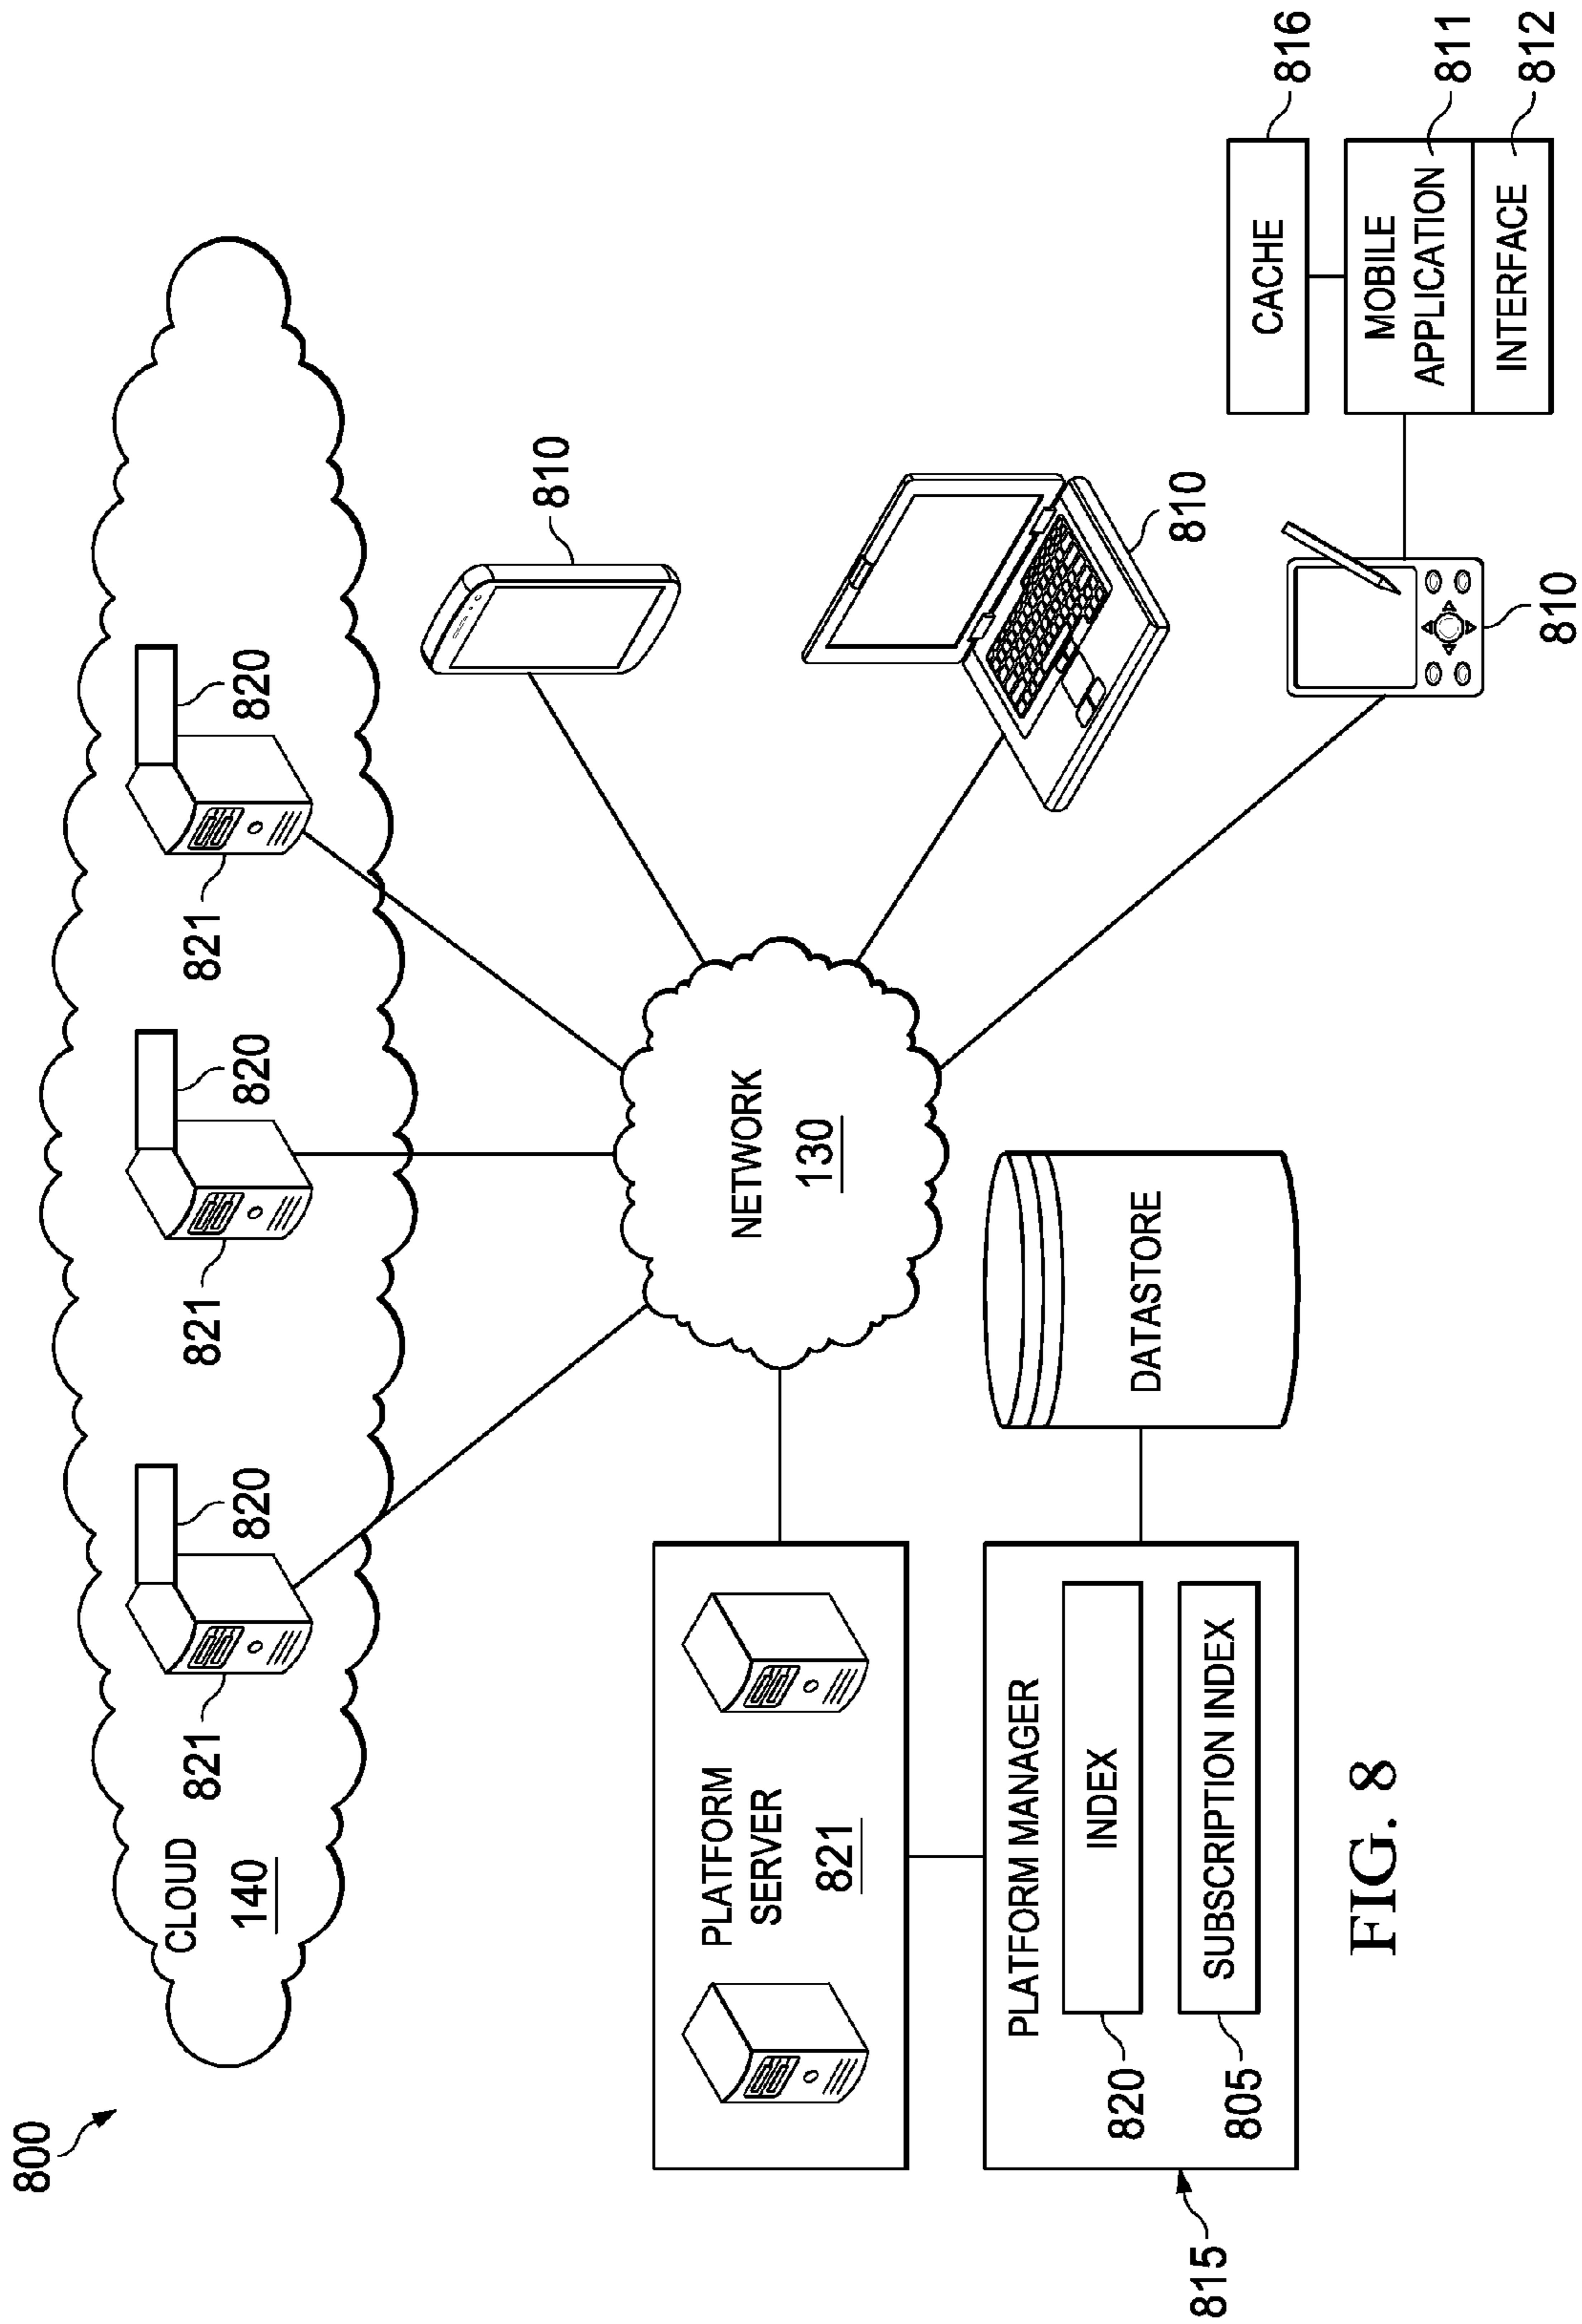 800
CLOUD
140
821
820
821
820
821
820
810
PLATFORM
SERVER
821
NETWORK
130
810
PLATFORM MANAGER
INDEX
SUBSCRIPTION INDEX
820
805
815
DATASTORE
810
CACHE
816
MOBILE
APPLICATION
811
INTERFACE
812
FIG. 8